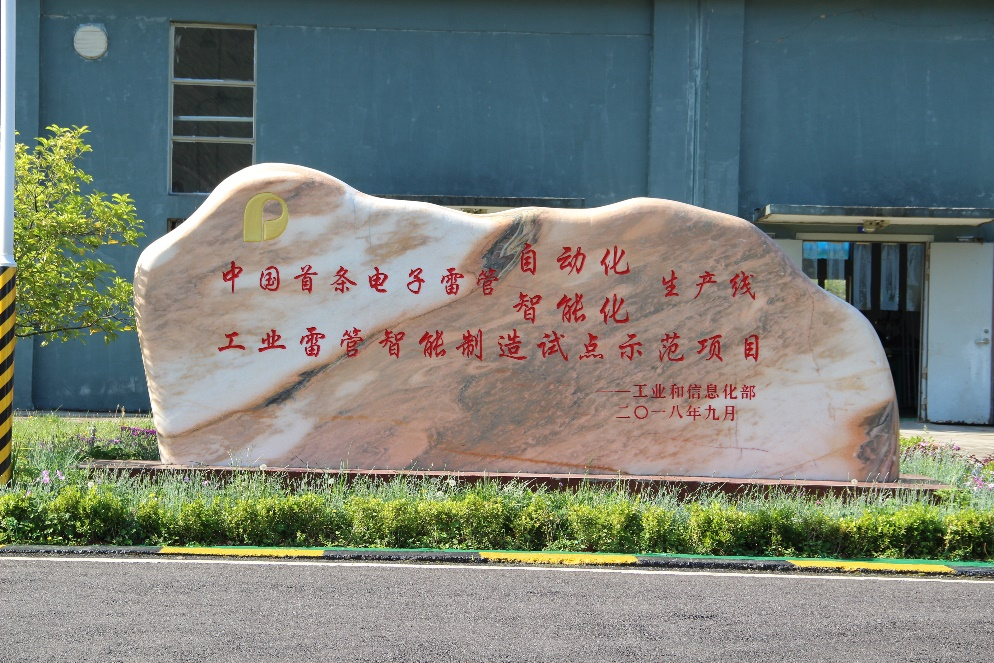 中国首条电子雷管自动化智能化生产线
工业雷管智能制造试点示范项目
——工业和信息化部
二〇一八年九月